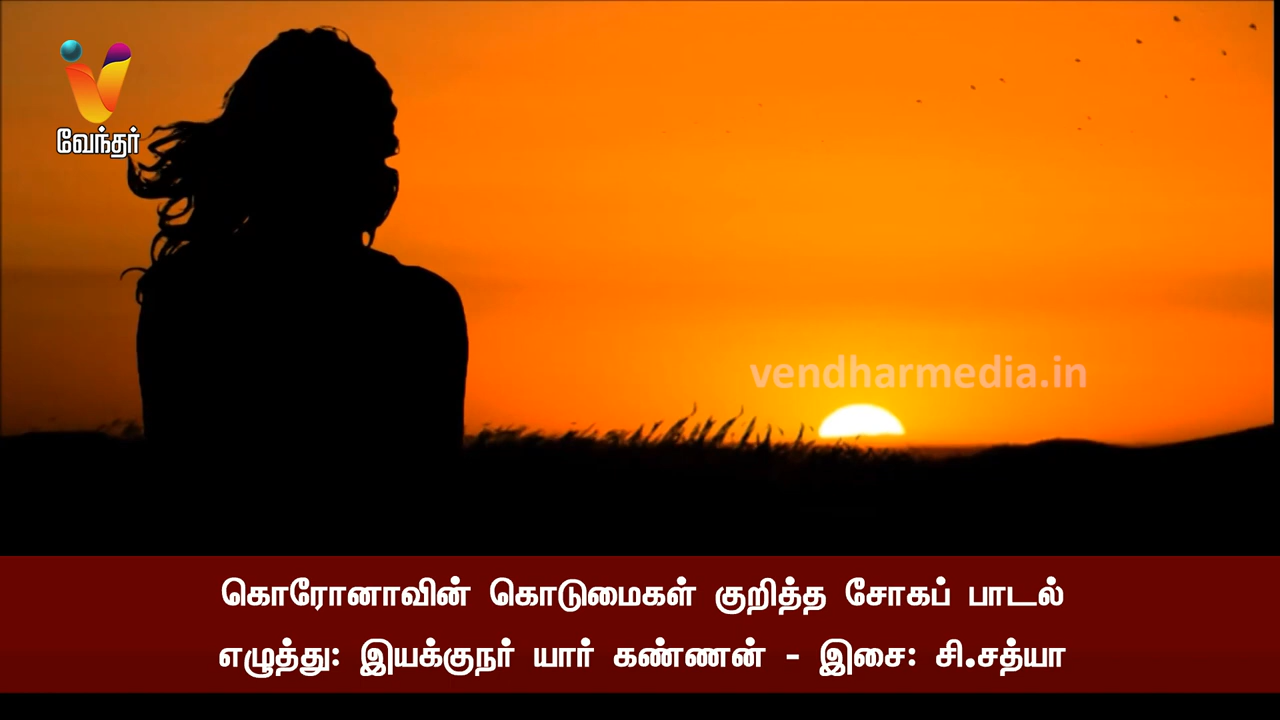 வேந்தர்
vendharmedia.in
கொரோனாவின் கொடுமைகள் குறித்த சோகப் பாடல்
எழுத்து: இயக்குநர் யார் கண்ணன் - இசை: சி.சத்யா